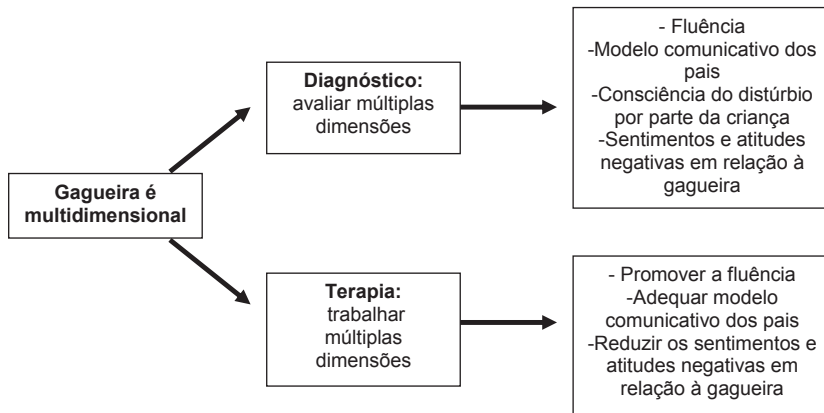 Gagueira é
multidimensional
Diagnóstico:
avaliar múltiplas
dimensões
- Fluência
-Modelo comunicativo dos
pais
-Consciência do distúrbio
por parte da criança
-Sentimentos e atitudes
negativas em relação à
gagueira
Terapia:
trabalhar
múltiplas
dimensões
- Promover a fluência
-Adequar modelo
comunicativo dos pais
-Reduzir os sentimentos e
atitudes negativas em
relação à gagueira